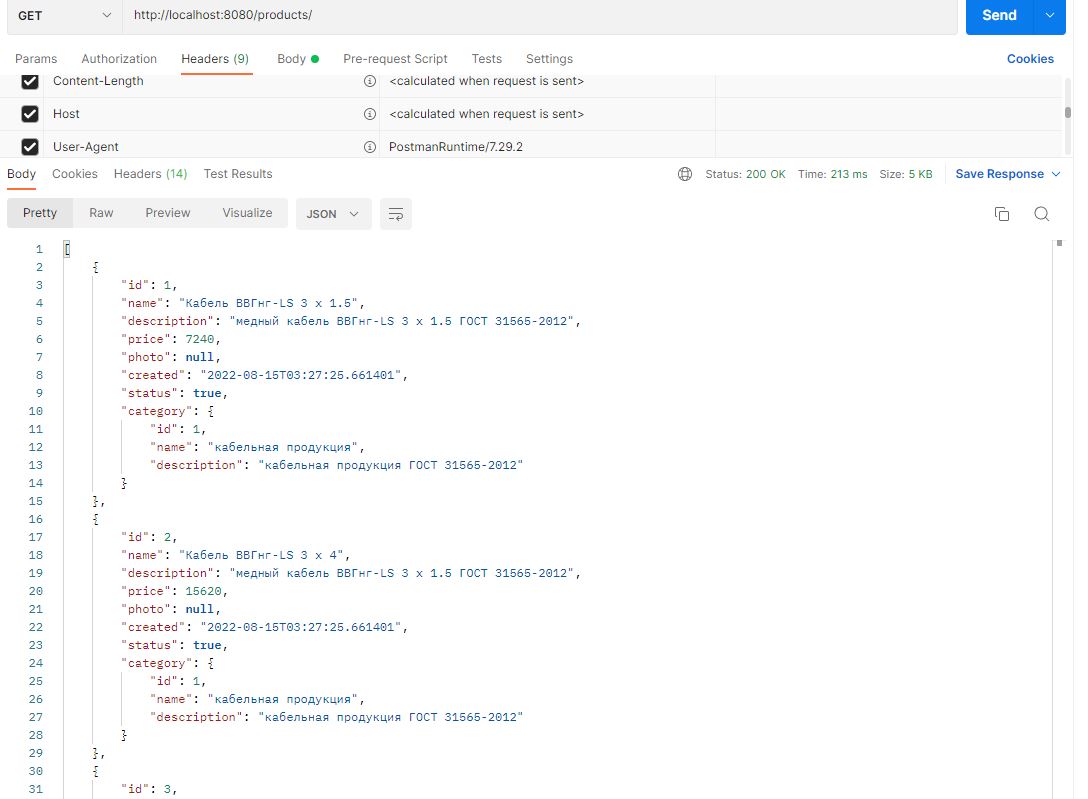 GET http://localhost:8080/products/ Send
Params Authorization Headers (9) Body Pre-request Script Tests Settings Cookies
Content-Length <calculated when request is sent>
Host <calculated when request is sent>
User-Agent PostmanRuntime/7.29.2
Body Cookies Headers (14) Test Results Status: 200 OK Time: 213 ms Size: 5 KB Save Response
Pretty Raw Preview Visualize JSON
1 [
2 {
3 "id": 1,
4 "name": "Кабель ВВГнг-LS 3 х 1.5",
5 "description": "медный кабель ВВГнг-LS 3 х 1.5 ГОСТ 31565-2012",
6 "price": 7240,
7 "photo": null,
8 "created": "2022-08-15T03:27:25.661401",
9 "status": true,
10 "category": {
11 "id": 1,
12 "name": "кабельная продукция",
13 "description": "кабельная продукция ГОСТ 31565-2012"
14 }
15 },
16 {
17 "id": 2,
18 "name": "Кабель ВВГнг-LS 3 х 4",
19 "description": "медный кабель ВВГнг-LS 3 х 1.5 ГОСТ 31565-2012",
20 "price": 15620,
21 "photo": null,
22 "created": "2022-08-15T03:27:25.661401",
23 "status": true,
24 "category": {
25 "id": 1,
26 "name": "кабельная продукция",
27 "description": "кабельная продукция ГОСТ 31565-2012"
28 }
29 },
30 {
31 "id": 3,